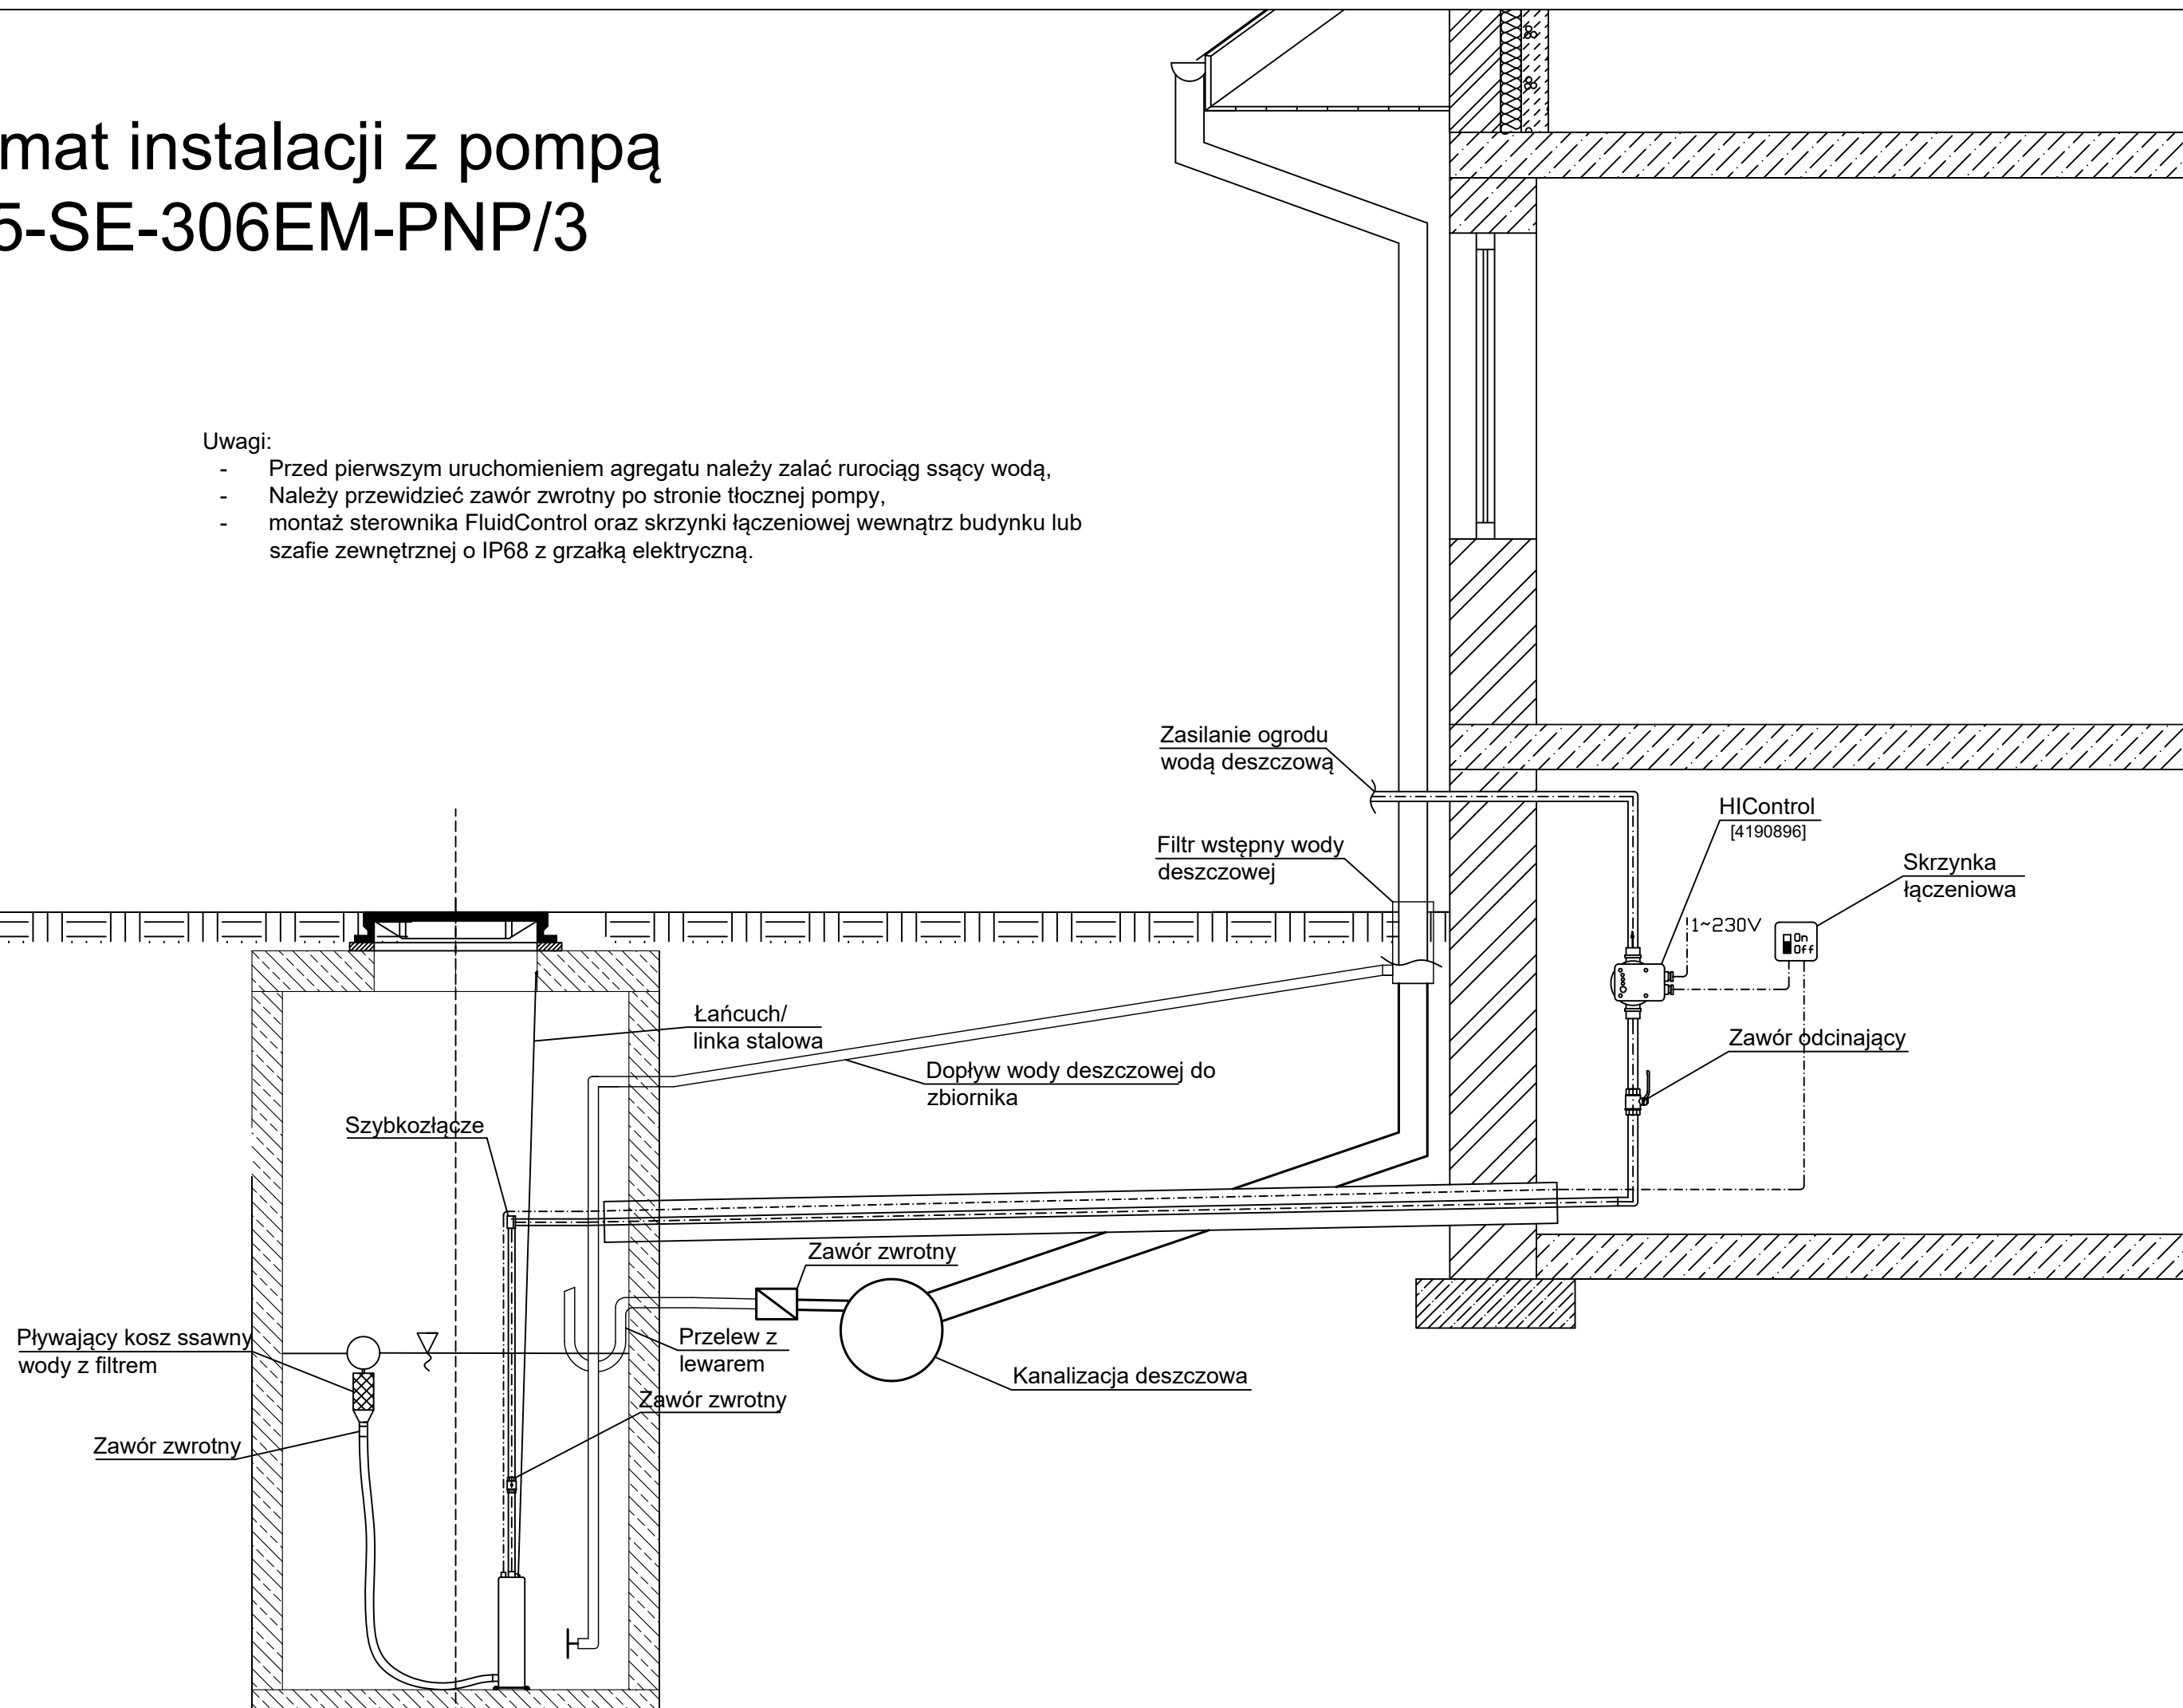 mat instalacji z pompą
5-SE-306EM-PNP/3
Uwagi:
- Przed pierwszym uruchomieniem agregatu należy zalać rurociąg ssący wodą,
- Należy przewidzieć zawór zwrotny po stronie tłocznej pompy,
- montaż sterownika FluidControl oraz skrzynki łączeniowej wewnątrz budynku lub
szafie zewnętrznej o IP68 z grzałką elektryczną.
Zasilanie ogrodu
wodą deszczową
HIControl
[4190896]
Filtr wstępny wody
deszczowej
Skrzynka
łączeniowa
1~230V
On
Off
Łańcuch/
linka stalowa
Zawór odcinający
Dopływ wody deszczowej do
zbiornika
Szybkozłącze
Zawór zwrotny
Pływający kosz ssawny
wody z filtrem
Przelew z
lewarem
Kanalizacja deszczowa
Zawór zwrotny
Zawór zwrotny